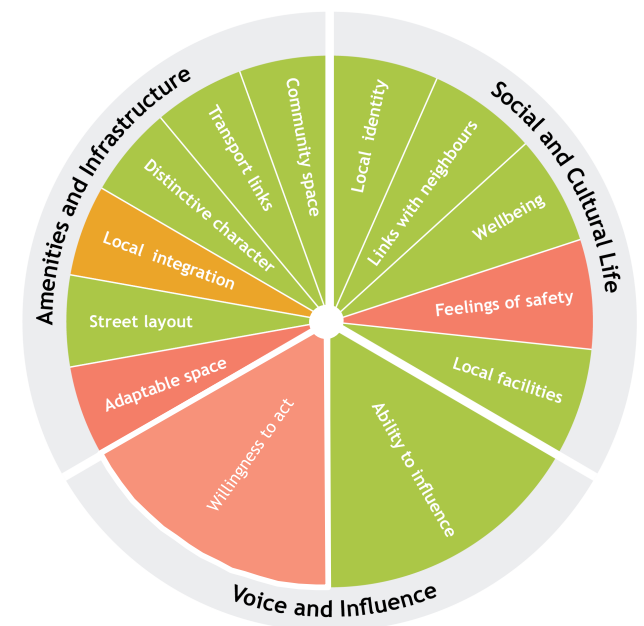 Amenities and Infrastructure
Social and Cultural Life
Voice and Influence
Community space
Transport links
Distinctive character
Local integration
Street layout
Adaptable space
Local identity
Links with neighbours
Wellbeing
Feelings of safety
Local facilities
Willingness to act
Ability to influence